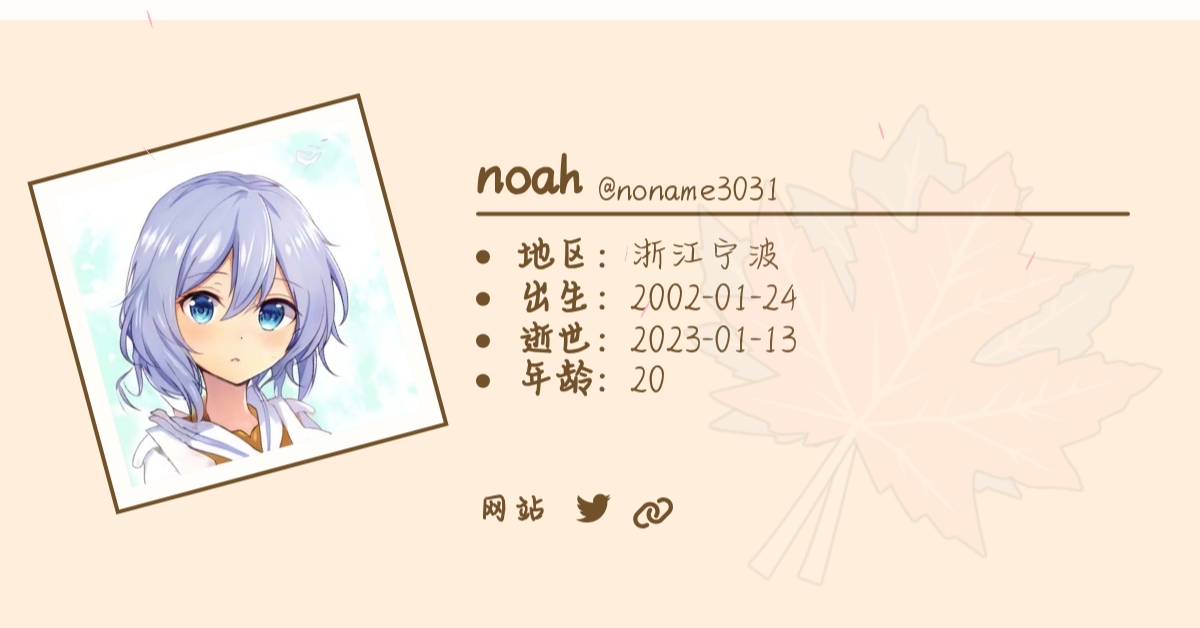 noah @noname3031
地区：浙江宁波
出生：2002-01-24
逝世：2023-01-13
年龄：20
网站